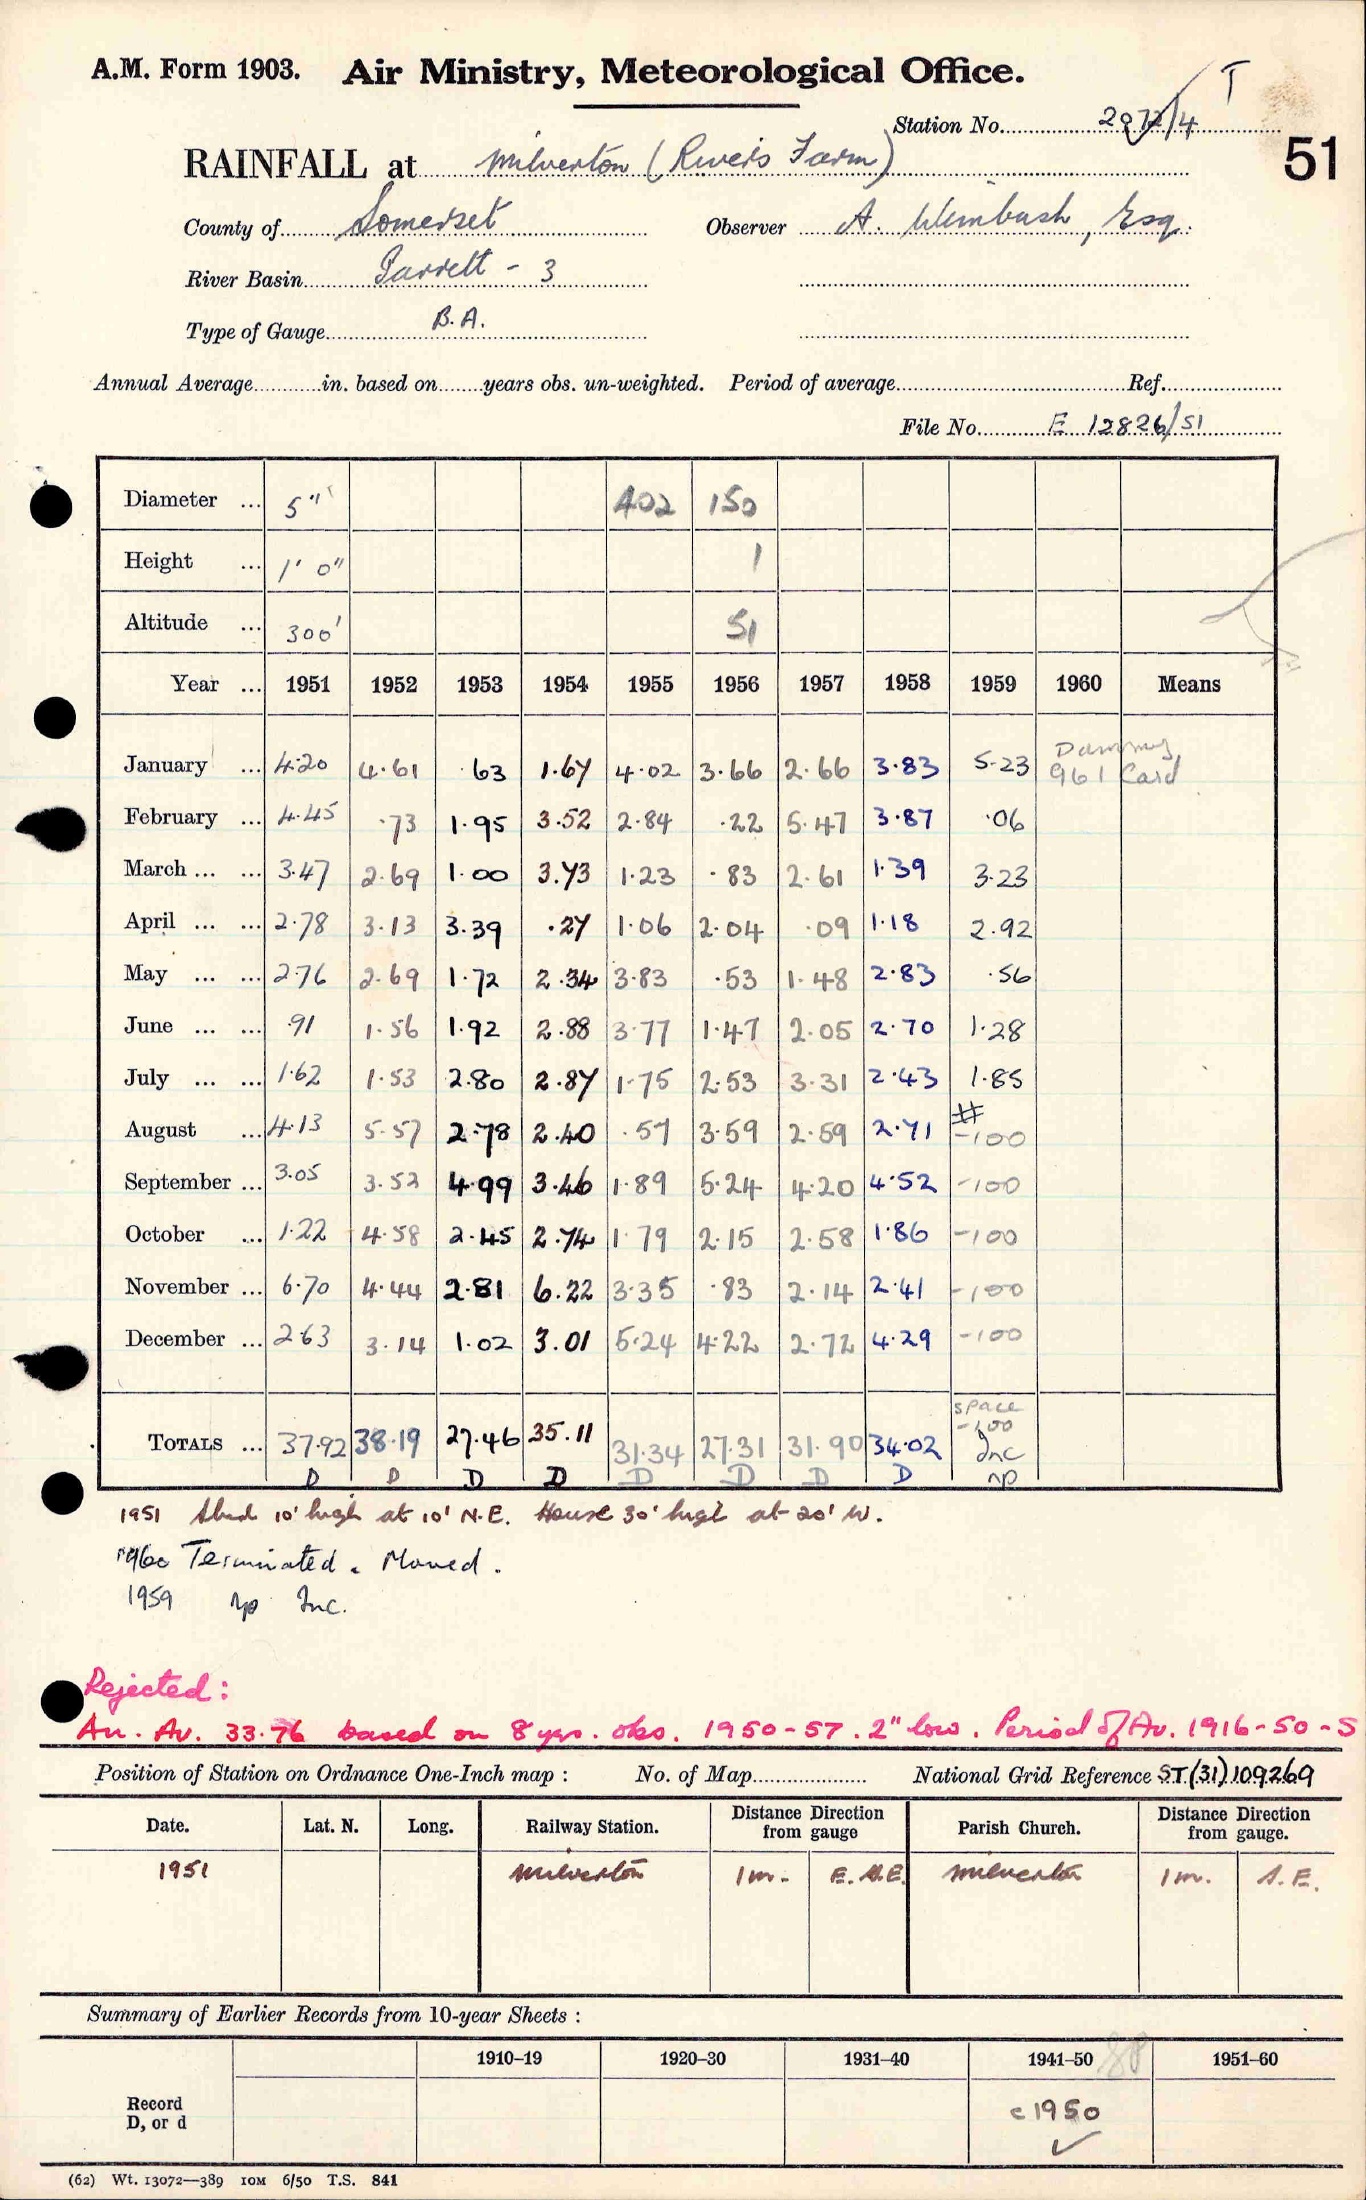 A.M. Form 1903. Air Ministry, Meteorological Office.
T
Station No. 2972/4
51
RAINFALL at Milverton (Rivers Farm)
County of Somerset Observer A. Wimbush, Esq.
River Basin Parrett - 3
Type of Gauge B.A.
Annual Average in. based on years obs. un-weighted. Period of average Ref.
File No. E 12826/51
Diameter ... 5" 402 150
Height ... 1' 0" 1
Altitude ... 300' 51
Year ... 1951 1952 1953 1954 1955 1956 1957 1958 1959 1960 Means
January ... 4.20 4.61 .63 1.67 4.02 3.66 2.66 3.83 5.23 Dummy 961 Card
February ... 4.45 .73 1.95 3.52 2.84 .22 5.47 3.87 .06
March ... ... 3.47 2.69 1.00 3.73 1.23 .83 2.61 1.39 3.23
April ... ... 2.78 3.13 3.39 .27 1.06 2.04 .09 1.18 2.92
May ... ... 2.76 2.69 1.72 2.34 3.83 .53 1.48 2.83 .56
June ... ... .91 1.56 1.92 2.88 3.77 1.47 2.05 2.70 1.28
July ... ... 1.62 1.53 2.80 2.87 1.75 2.53 3.31 2.43 1.85
August ... 4.13 5.57 2.78 2.40 .57 3.59 2.59 2.71 # -100
September ... 3.05 3.52 4.99 3.46 1.89 5.24 4.20 4.52 -100
October ... 1.22 4.58 2.45 2.74 1.79 2.15 2.58 1.86 -100
November ... 6.70 4.44 2.81 6.22 3.35 .83 2.14 2.41 -100
December ... 2.63 3.14 1.02 3.01 5.24 4.22 2.72 4.29 -100
TOTALS ... 37.92 38.19 27.46 35.11 31.34 27.31 31.90 34.02 space -100 Inc
D D D D D D D D np
1951 Shed 10' high at 10' N.E. House 30' high at 20' W.
1960 Terminated. Moved.
1959 np Inc.
Rejected:
An. Av. 33.76 based on 8 yrs. obs. 1950-57. 2" low. Period of Av. 1916-50 - S
Position of Station on Ordnance One-Inch map : No. of Map National Grid Reference ST(31)109269
Date. Lat. N. Long. Railway Station. Distance Direction from gauge Parish Church. Distance Direction from gauge.
1951 Milverton 1m. E.N.E. Milverton 1m. S.E.
Summary of Earlier Records from 10-year Sheets :
1910–19 1920–30 1931–40 1941–50 1951–60
Record D, or d c1950
(62) Wt. 13072—389 10M 6/50 T.S. 841